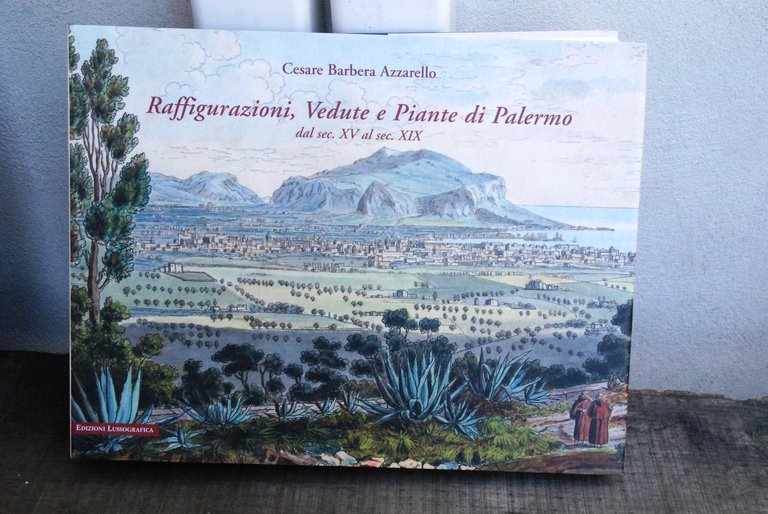 Cesare Barbera Azzarello
Raffigurazioni, Vedute e Piante di Palermo
dal sec. XV al sec. XIX
Edizioni Lussografica